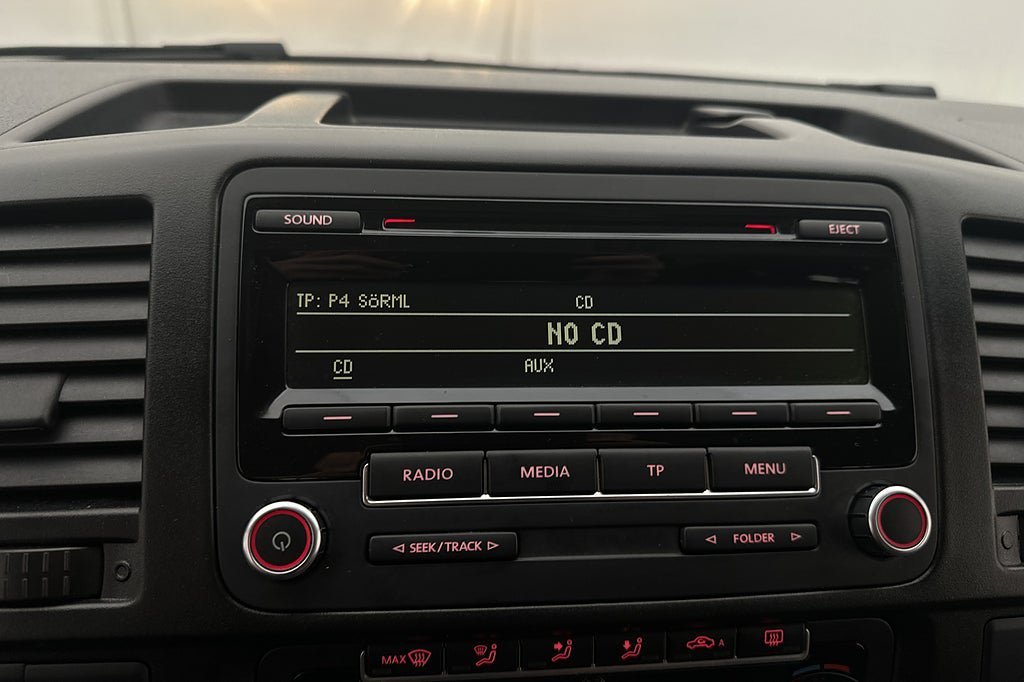 SOUND
EJECT
TP: P4 SöRML CD
NO CD
CD AUX
RADIO MEDIA TP MENU
SEEK/TRACK
FOLDER
MAX
A